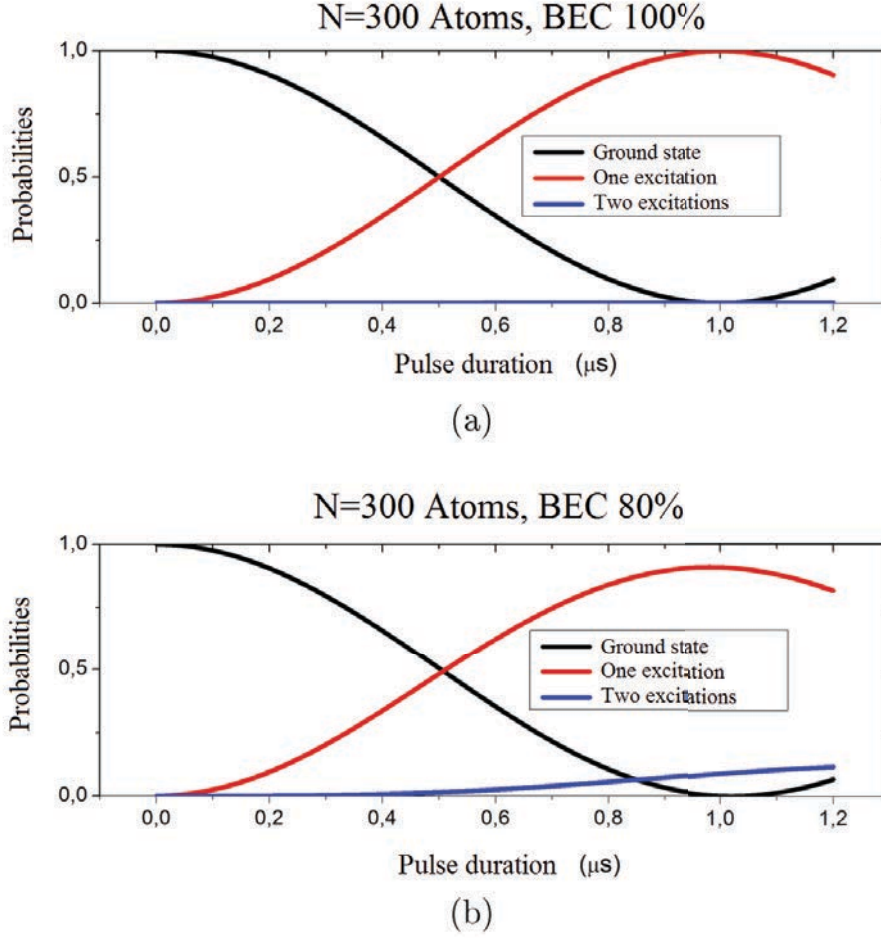 N=300 Atoms, BEC 100%
1,0
0,5
0,0
Probabilities
Ground state
One excitation
Two excitations
0,0 0,2 0,4 0,6 0,8 1,0 1,2
Pulse duration (μs)
(a)
N=300 Atoms, BEC 80%
1,0
0,5
0,0
Probabilities
Ground state
One excitation
Two excitations
0,0 0,2 0,4 0,6 0,8 1,0 1,2
Pulse duration (μs)
(b)